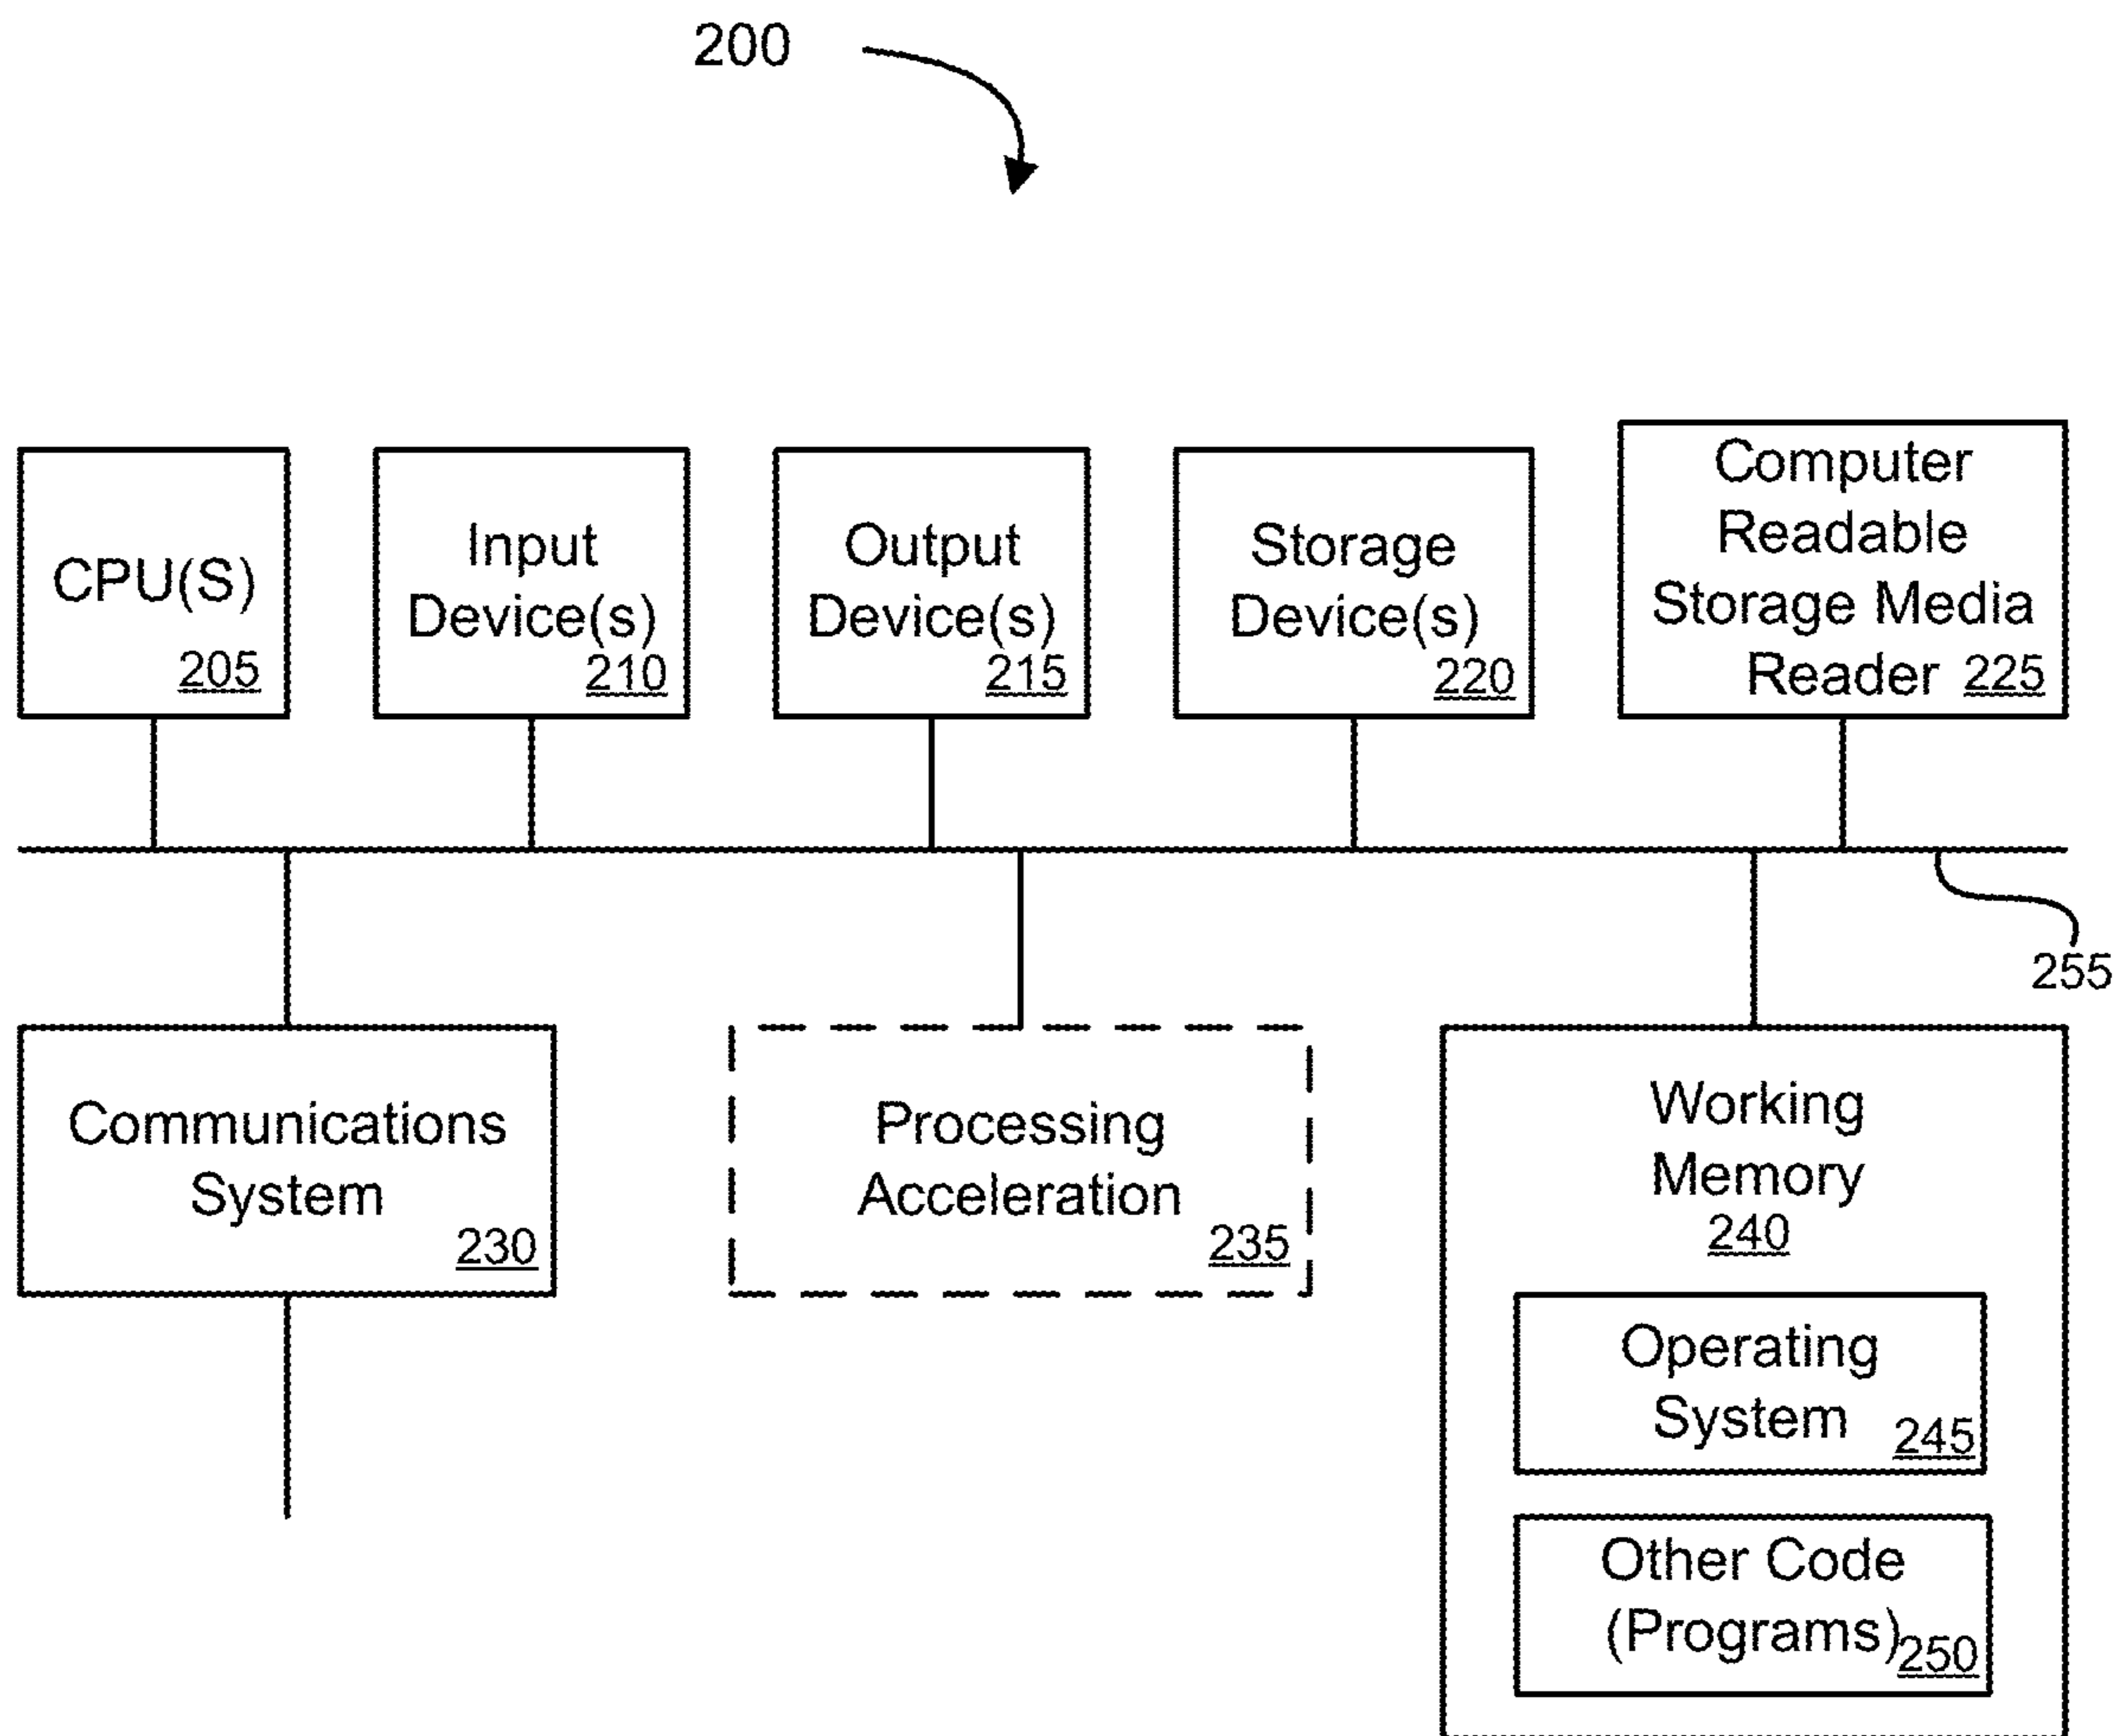 200
CPU(S)
205
Input
Device(s)
210
Output
Device(s)
215
Storage
Device(s)
220
Computer
Readable
Storage Media
Reader 225
255
Communications
System
230
Processing
Acceleration
235
Working
Memory
240
Operating
System
245
Other Code
(Programs)
250